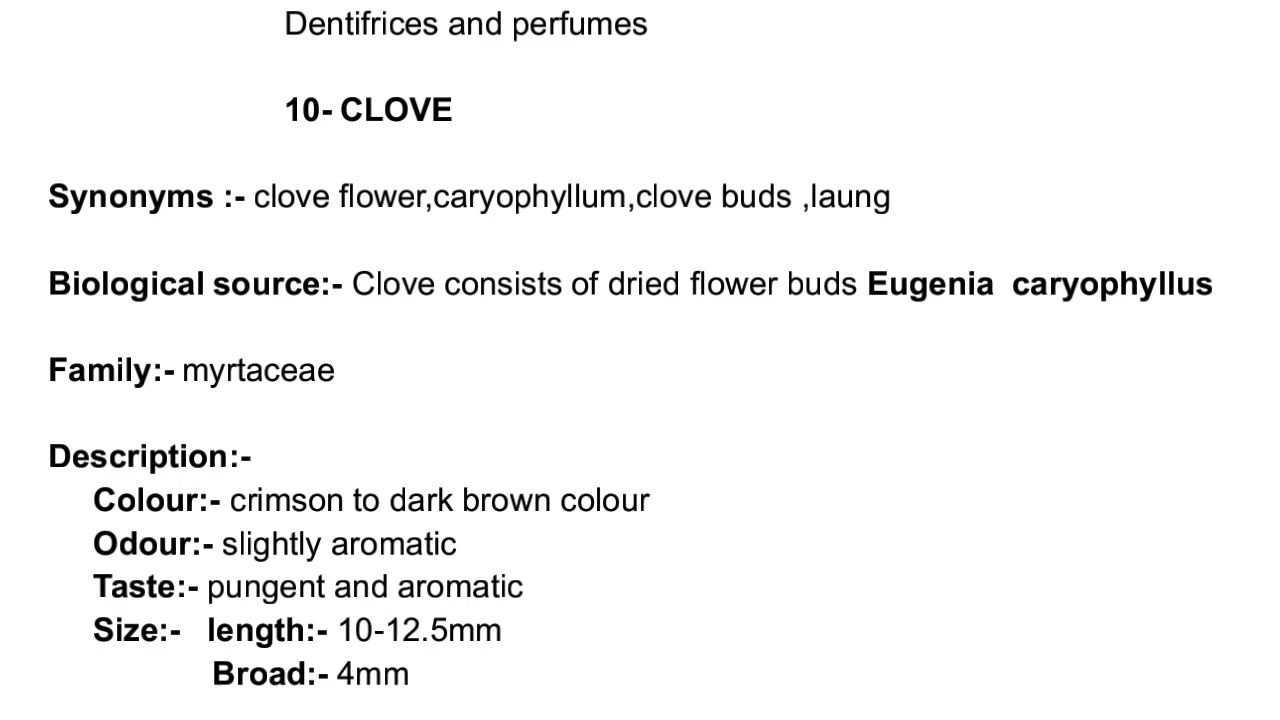 Dentifrices and perfumes
10- CLOVE
Synonyms :- clove flower,caryophyllum,clove buds ,laung
Biological source:- Clove consists of dried flower buds Eugenia  caryophyllus
Family:- myrtaceae
Description:-
Colour:- crimson to dark brown colour
Odour:- slightly aromatic
Taste:- pungent and aromatic
Size:-   length:- 10-12.5mm
Broad:- 4mm